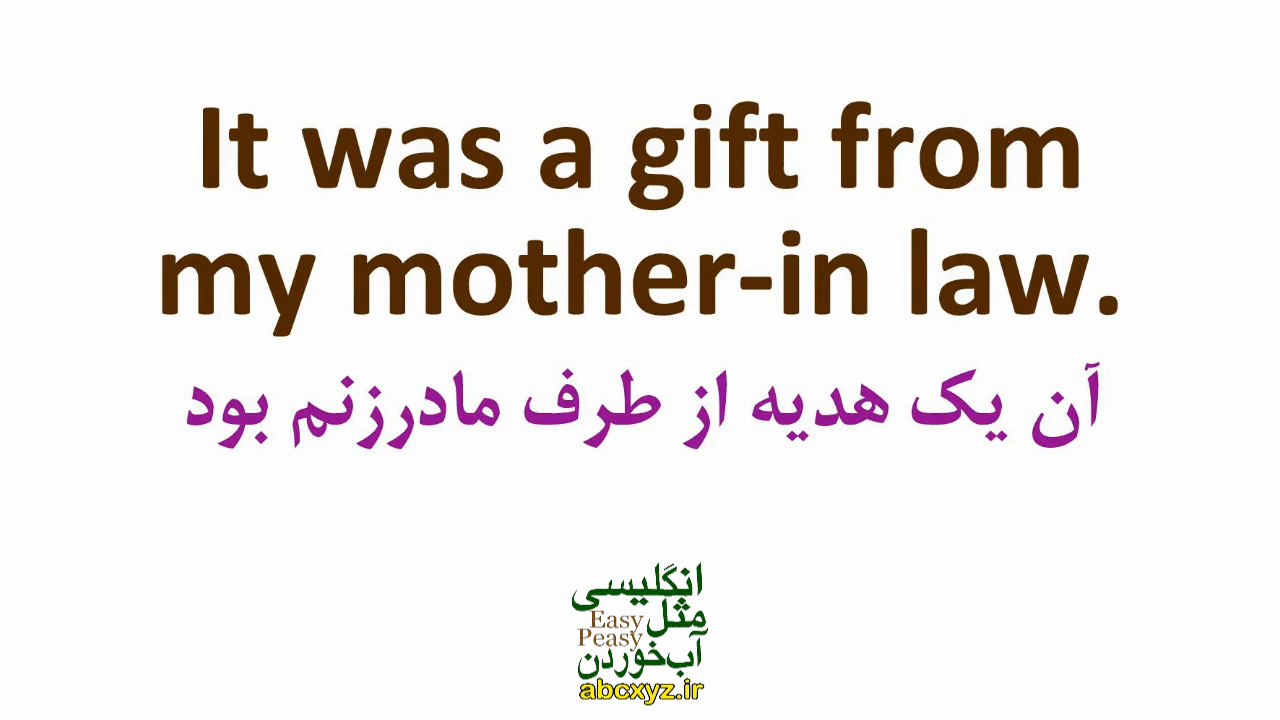 It was a gift from
my mother-in law.
آن یک هدیه از طرف مادرزنم بود
انگلیسی
مثل
Easy
Peasy
آب‌خوردن
abcxyz.ir